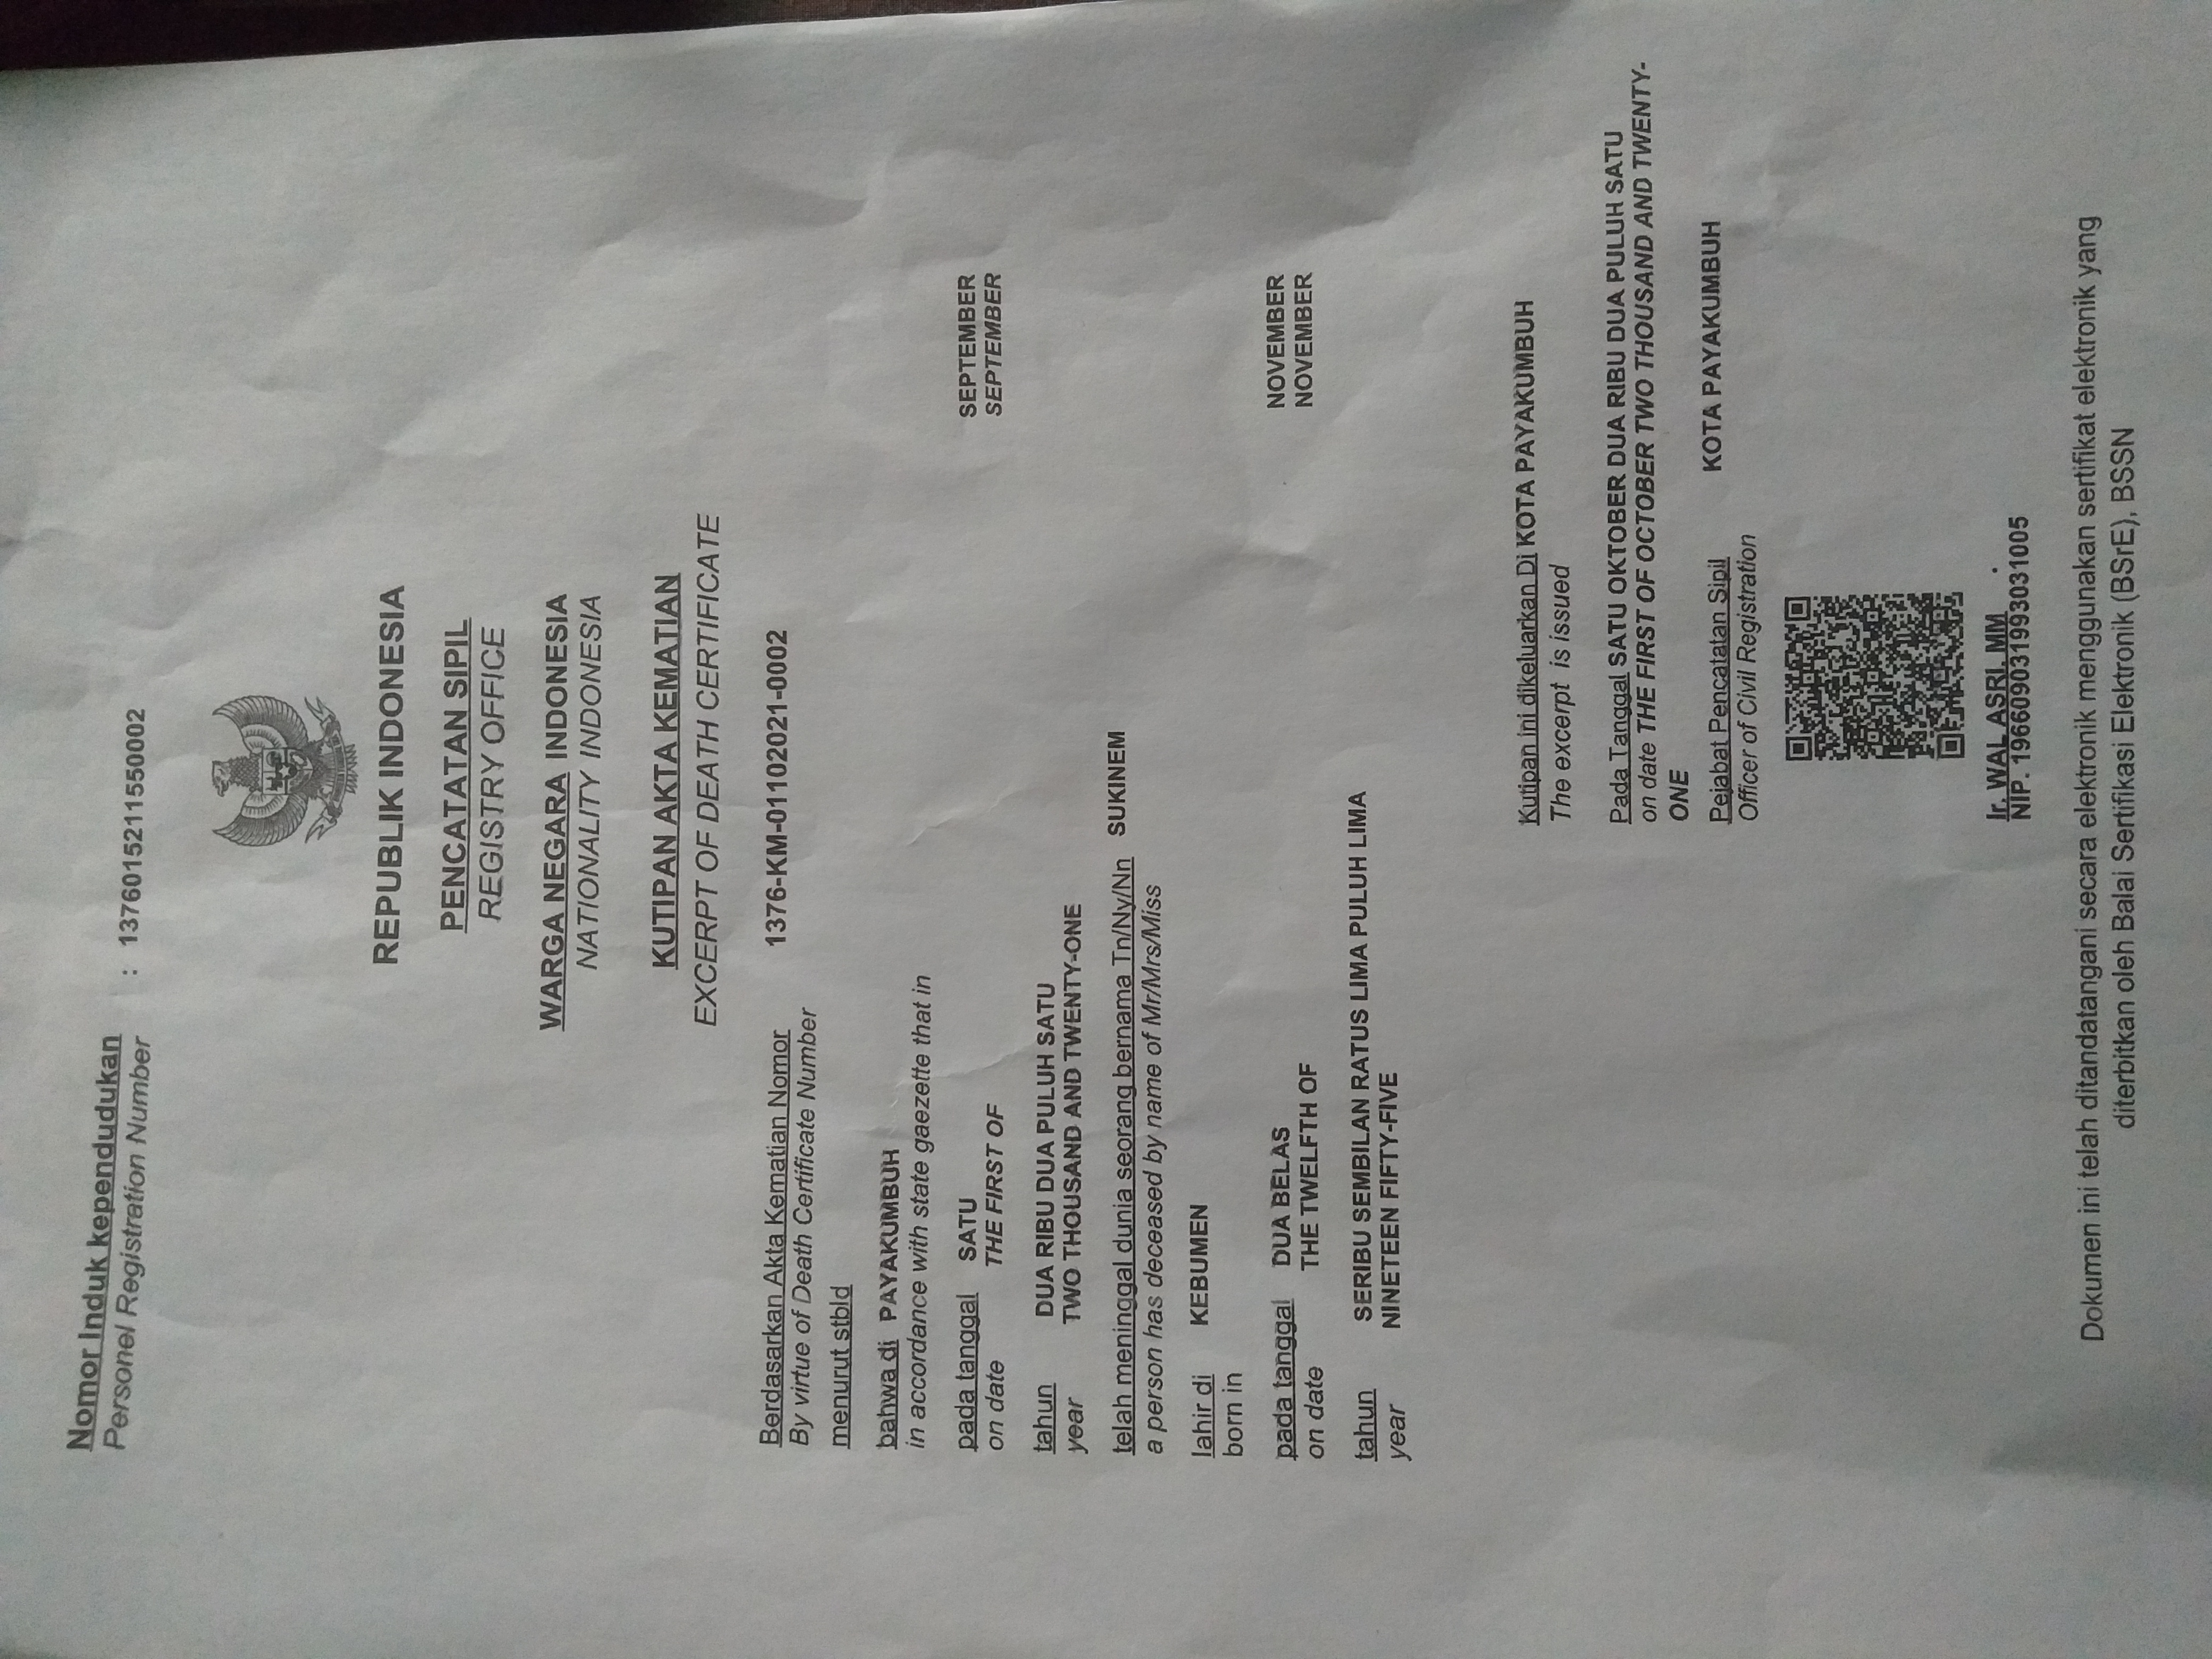 Nomor Induk kependudukan
Personel Registration Number : 1376015211550002
REPUBLIK INDONESIA
PENCATATAN SIPIL
REGISTRY OFFICE
WARGA NEGARA INDONESIA
NATIONALITY INDONESIA
KUTIPAN AKTA KEMATIAN
EXCERPT OF DEATH CERTIFICATE
Berdasarkan Akta Kematian Nomor 1376-KM-01102021-0002
By virtue of Death Certificate Number
menurut stbld
bahwa di PAYAKUMBUH
in accordance with state gaezette that in
pada tanggal SATU SEPTEMBER
on date THE FIRST OF SEPTEMBER
tahun DUA RIBU DUA PULUH SATU
year TWO THOUSAND AND TWENTY-ONE
telah meninggal dunia seorang bernama Tn/Ny/Nn SUKINEM
a person has deceased by name of Mr/Mrs/Miss
lahir di KEBUMEN
born in
pada tanggal DUA BELAS NOVEMBER
on date THE TWELFTH OF NOVEMBER
tahun SERIBU SEMBILAN RATUS LIMA PULUH LIMA
year NINETEEN FIFTY-FIVE
Kutipan ini dikeluarkan Di KOTA PAYAKUMBUH
The excerpt is issued
Pada Tanggal SATU OKTOBER DUA RIBU DUA PULUH SATU
on date THE FIRST OF OCTOBER TWO THOUSAND AND TWENTY-
ONE
Pejabat Pencatatan Sipil KOTA PAYAKUMBUH
Officer of Civil Registration
Ir. WAL ASRI, MM
NIP. 196609031993031005
Dokumen ini telah ditandatangani secara elektronik menggunakan sertifikat elektronik yang
diterbitkan oleh Balai Sertifikasi Elektronik (BSrE), BSSN